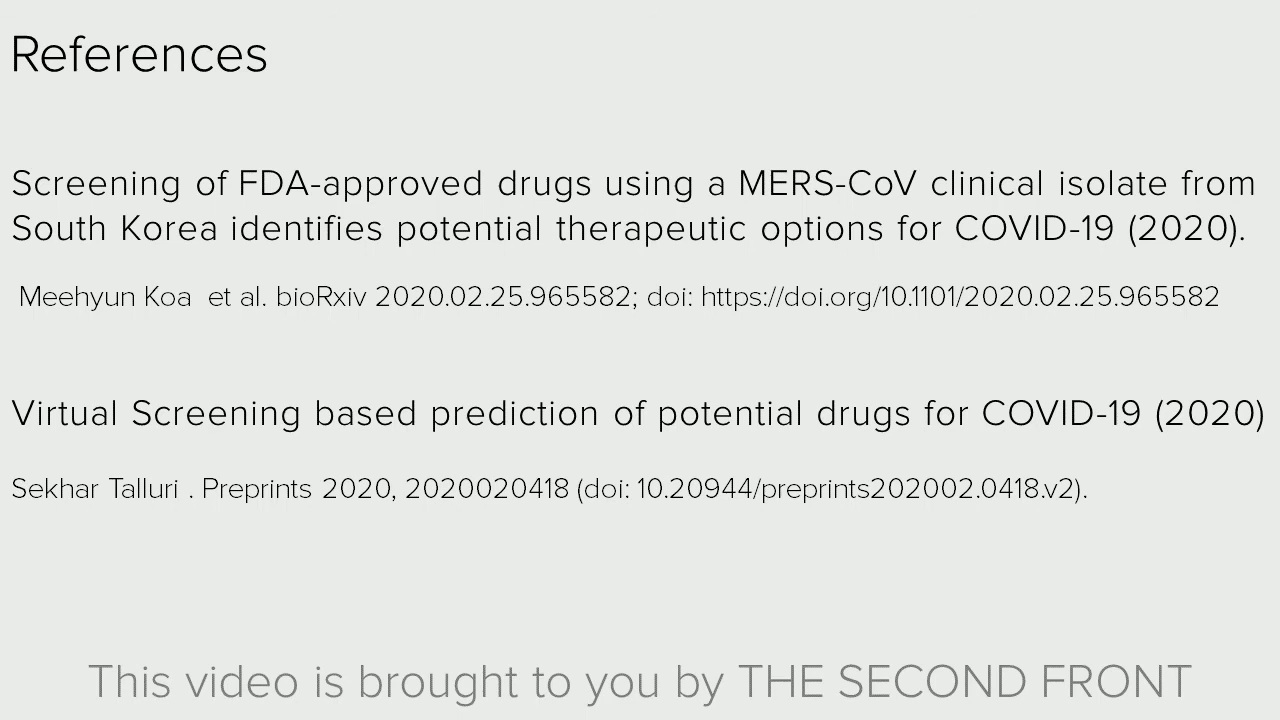 References
Screening of FDA-approved drugs using a MERS-CoV clinical isolate from
South Korea identifies potential therapeutic options for COVID-19 (2020).
Meehyun Koa et al. bioRxiv 2020.02.25.965582; doi: https://doi.org/10.1101/2020.02.25.965582
Virtual Screening based prediction of potential drugs for COVID-19 (2020)
Sekhar Talluri . Preprints 2020, 2020020418 (doi: 10.20944/preprints202002.0418.v2).
This video is brought to you by THE SECOND FRONT